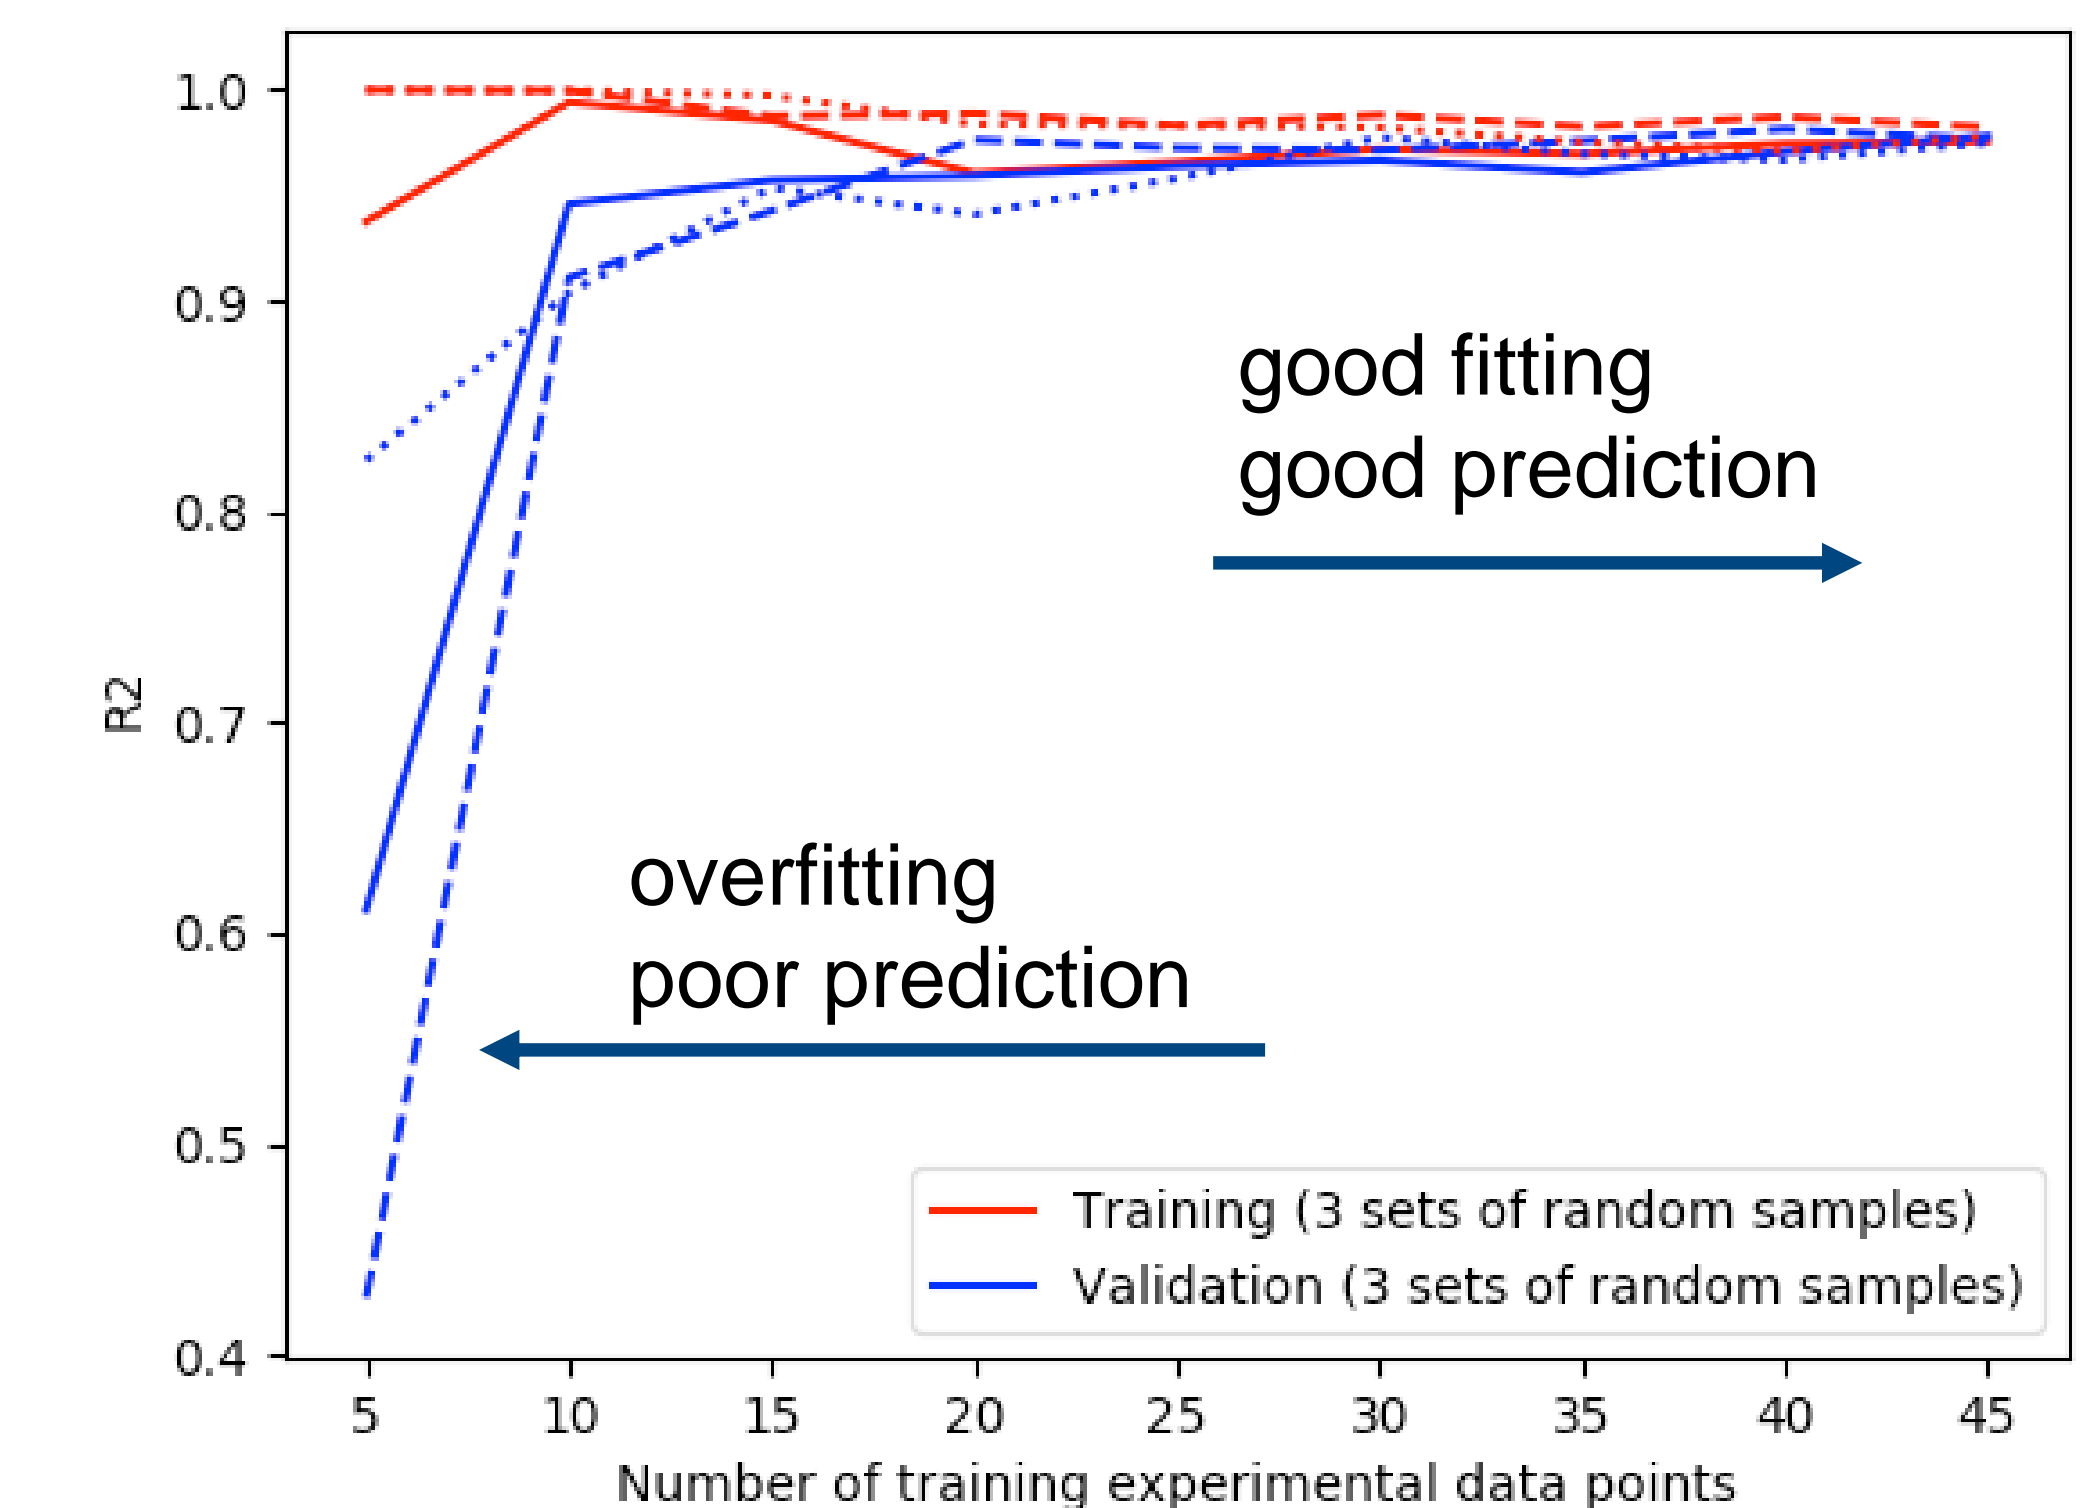 1.0
0.9
0.8
0.7
0.6
0.5
0.4
R2
good fitting
good prediction
overfitting
poor prediction
Training (3 sets of random samples)
Validation (3 sets of random samples)
5 10 15 20 25 30 35 40 45
Number of training experimental data points